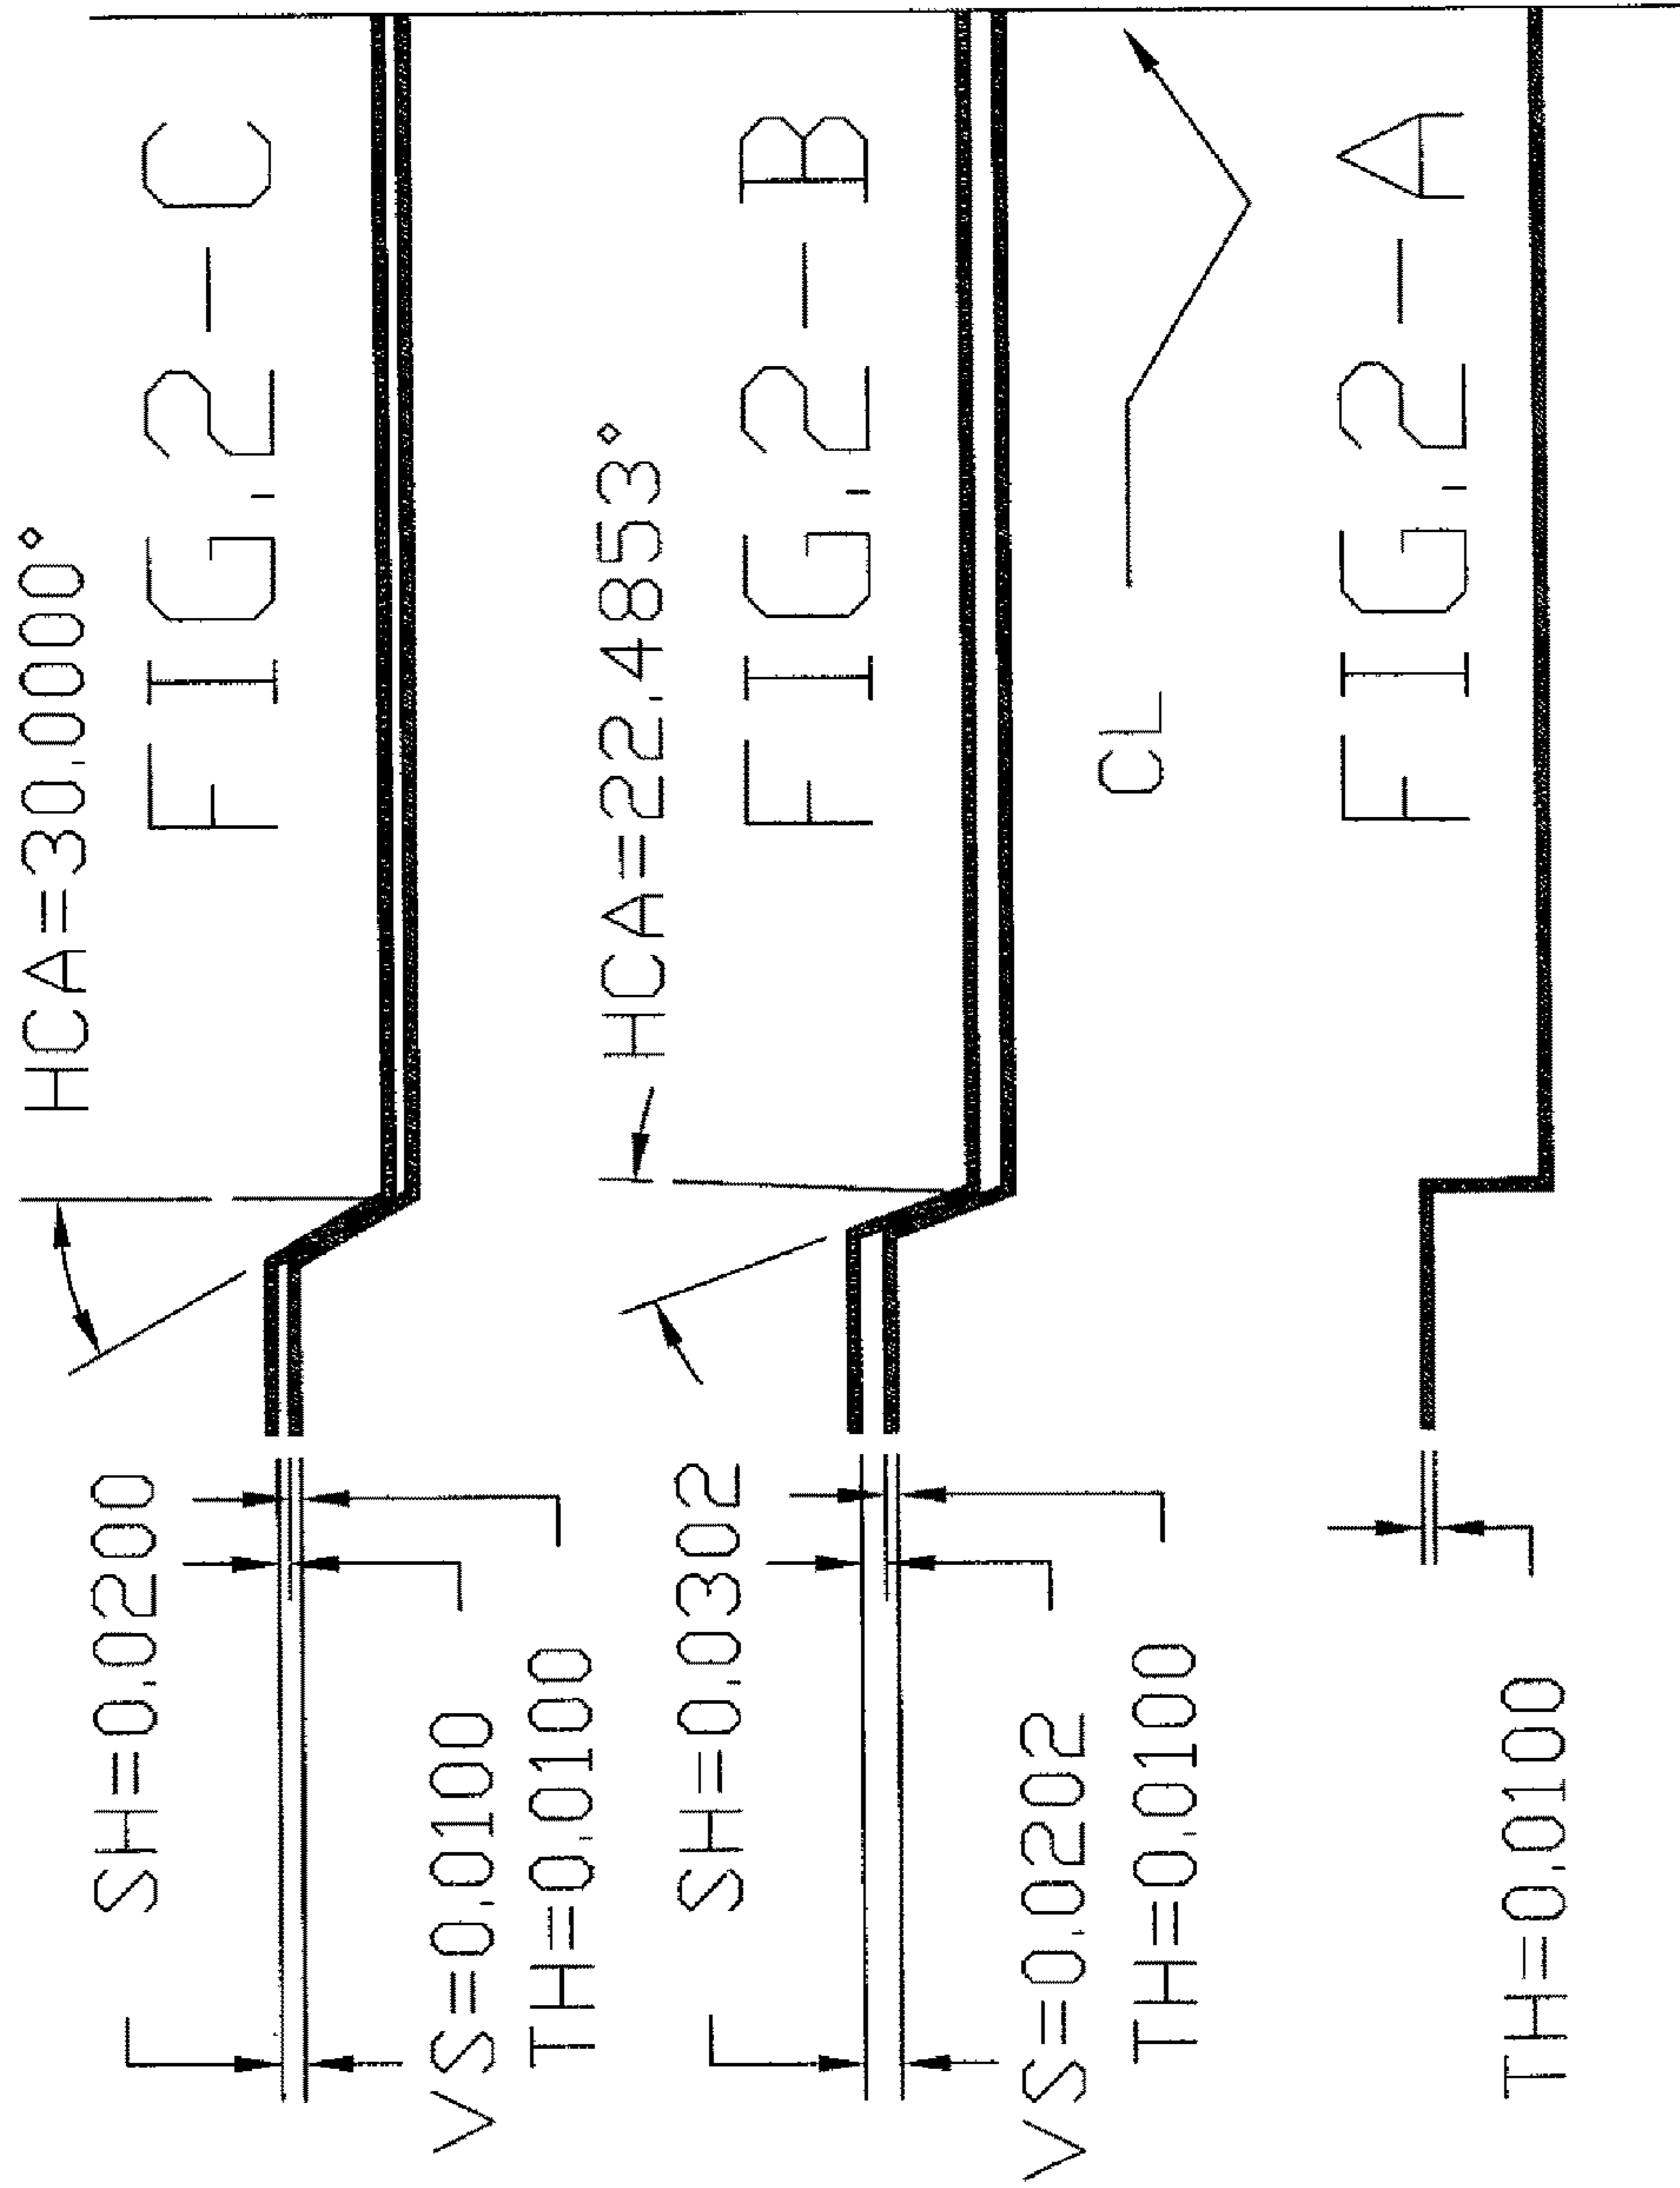 HCA=30.0000°
FIG.2-C
SH=0.0200
VS=0.0100
TH=0.0100
HCA=22.4853°
FIG.2-B
SH=0.0302
VS=0.0202
TH=0.0100
CL
FIG.2-A
TH=0.0100